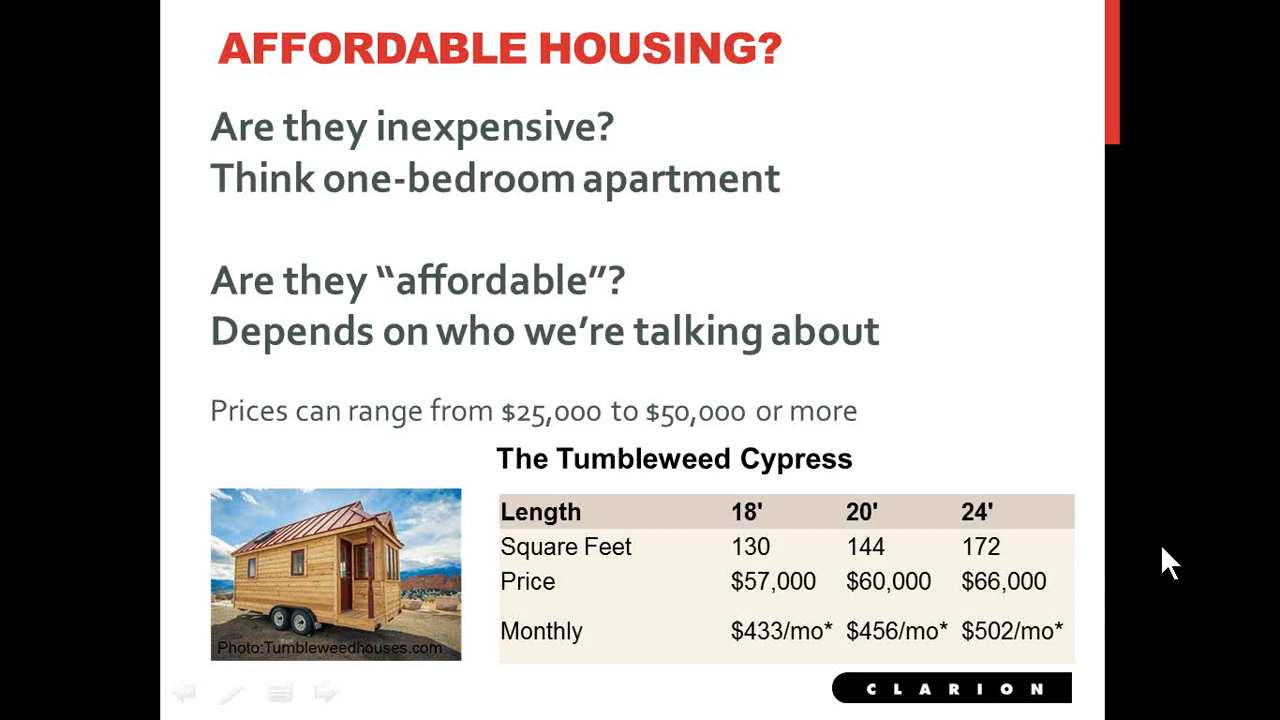 AFFORDABLE HOUSING?
Are they inexpensive?
Think one-bedroom apartment
Are they “affordable”?
Depends on who we’re talking about
Prices can range from $25,000 to $50,000 or more
The Tumbleweed Cypress
Length 18' 20' 24'
Square Feet 130 144 172
Price $57,000 $60,000 $66,000
Monthly $433/mo* $456/mo* $502/mo*
Photo:Tumbleweedhouses.com
CLARION